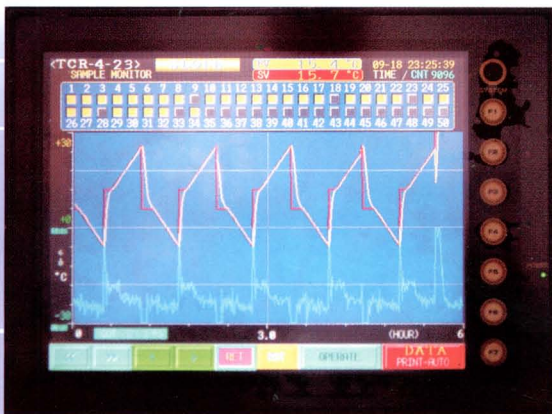 <TCR-4-23>
09-18 23:25:39
SAMPLE MONITOR
SV 15.7 °C
TIME / CNT 9096
1 2 3 4 5 6 7 8 9 10 11 12 13 14 15 16 17 18 19 20 21 22 23 24 25
26 27 28 29 30 31 32 33 34 35 36 37 38 39 40 41 42 43 44 45 46 47 48 49 50
+30
+0
°C
-30
0 3.0 (HOUR) 6
RET
OPERATE
DATA
PRINT-AUTO
SYSTEM
F1
F2
F3
F4
F5
F6
F7